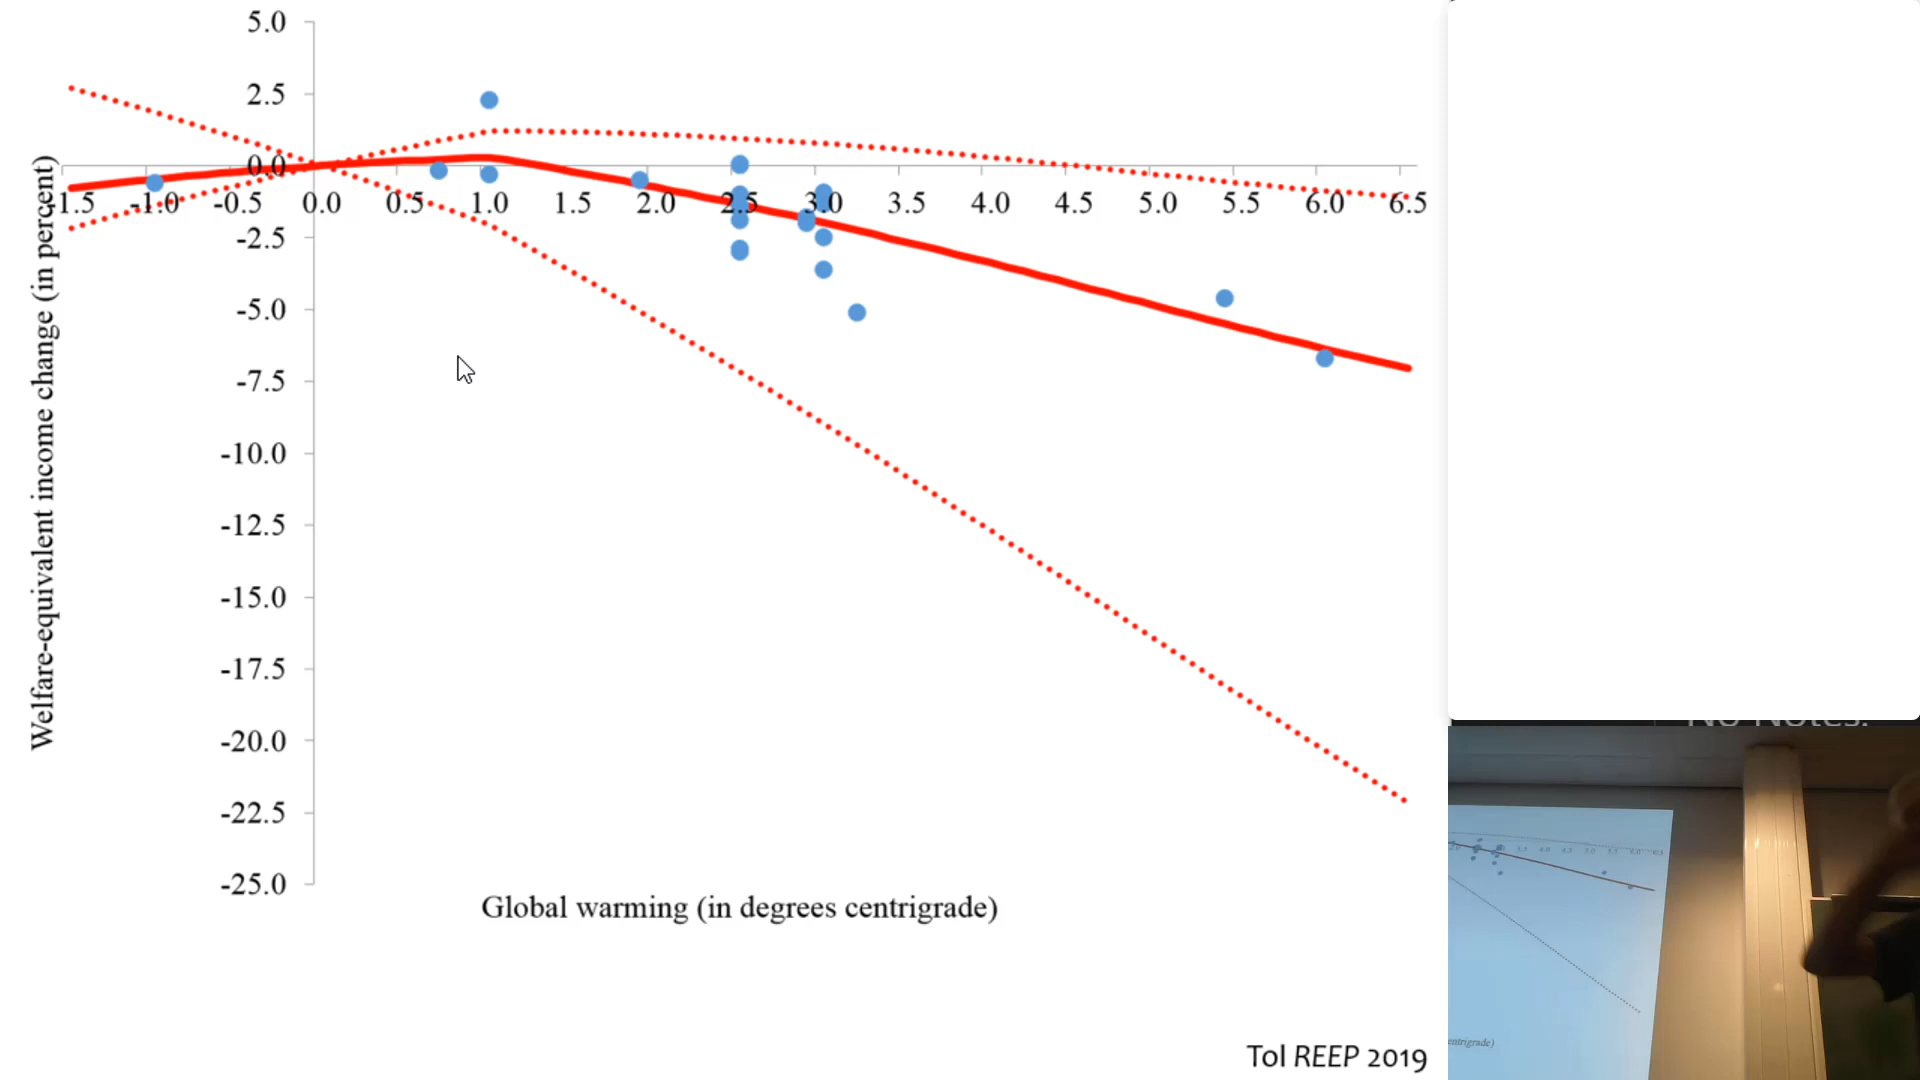 5.0
2.5
0.0
-1.5 -1.0 -0.5 0.0 0.5 1.0 1.5 2.0 2.5 3.0 3.5 4.0 4.5 5.0 5.5 6.0 6.5
-2.5
-5.0
-7.5
-10.0
-12.5
-15.0
-17.5
-20.0
-22.5
-25.0
Welfare-equivalent income change (in percent)
Global warming (in degrees centrigrade)
Tol REEP 2019
No Notes.
entrigrade)